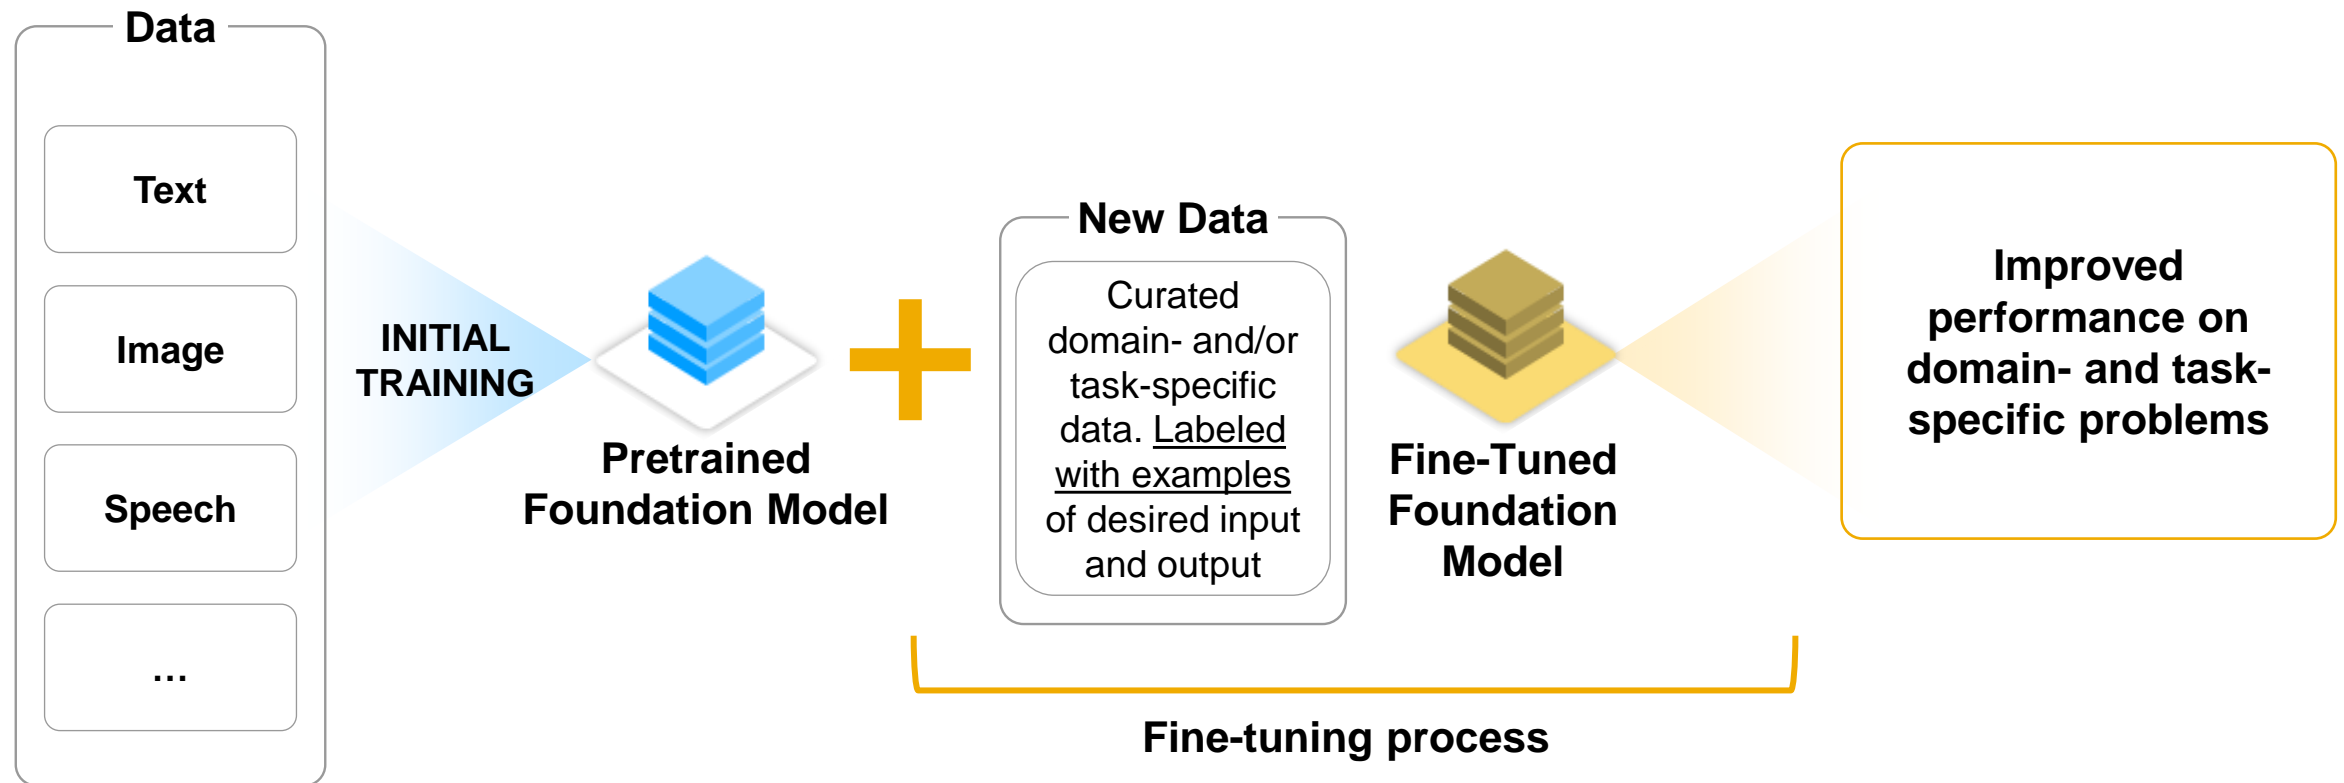 Data
Text
Image
Speech
...
INITIAL
TRAINING
Pretrained
Foundation Model
New Data
Curated
domain- and/or
task-specific
data. Labeled
with examples
of desired input
and output
Fine-Tuned
Foundation
Model
Fine-tuning process
Improved
performance on
domain- and task-
specific problems